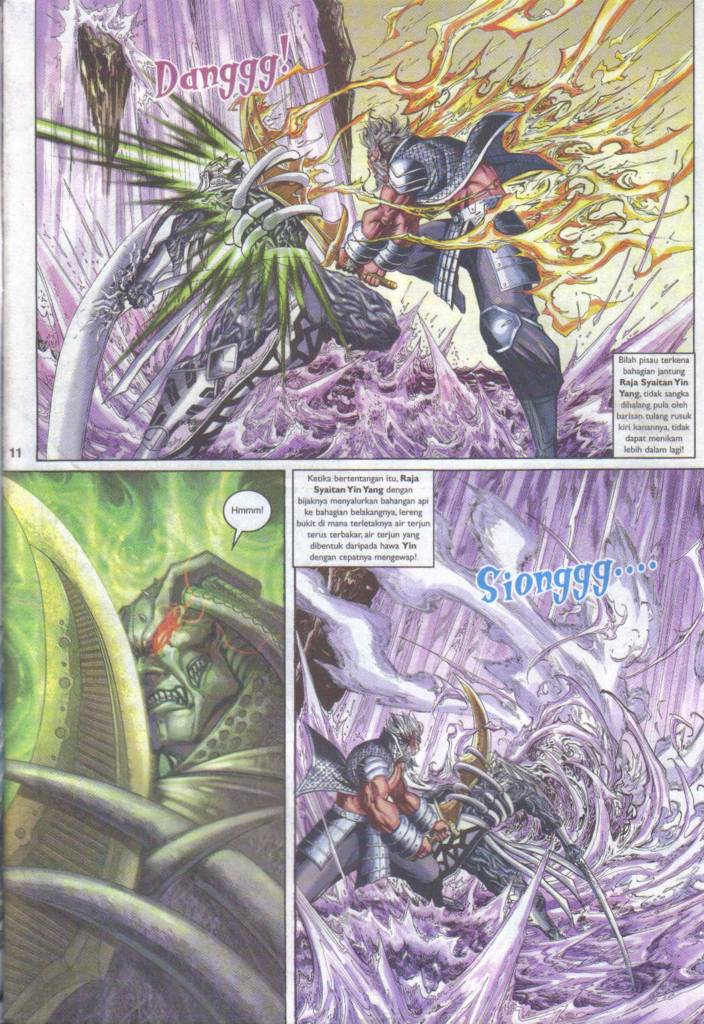 Danggg!
Bilah pisau terkena
bahagian jantung
Raja Syaitan Yin
Yang, tidak sangka
dihalang pula oleh
barisan tulang rusuk
kiri kanannya, tidak
dapat menikam
lebih dalam lagi!
11
Hmmm!
Ketika bertentangan itu, Raja
Syaitan Yin Yang dengan
bijaknya menyalurkan bahangan api
ke bahagian belakangnya, lereng
bukit di mana terletaknya air terjun
terus terbakar, air terjun yang
dibentuk daripada hawa Yin
dengan cepatnya mengewap!
Sionggg....